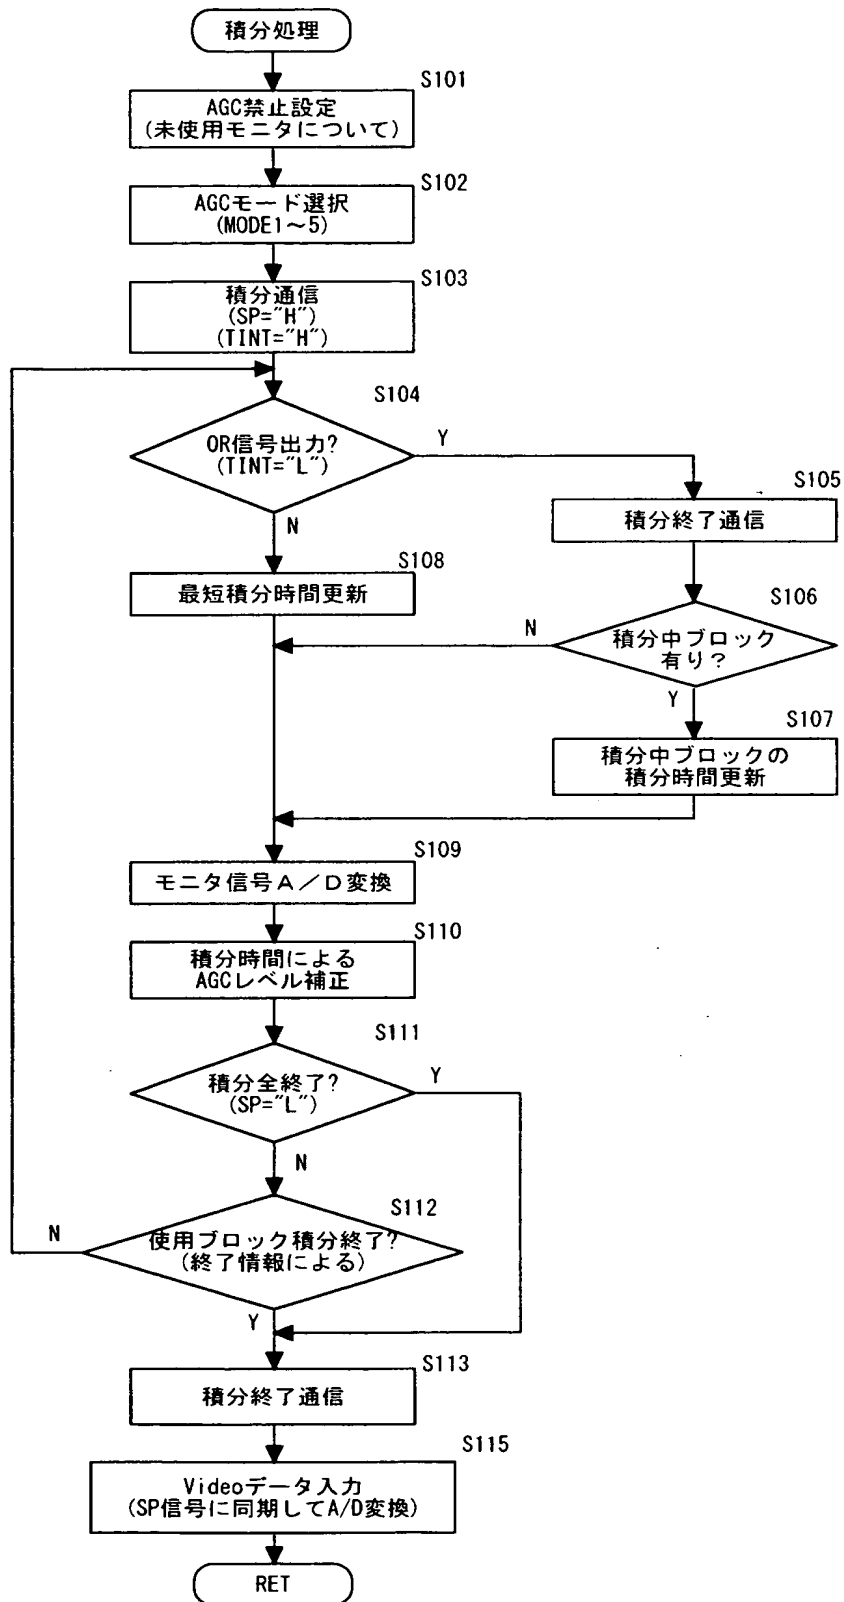 積分処理
S101
AGC禁止設定
(未使用モニタについて)
S102
AGCモード選択
(MODE1～5)
S103
積分通信
(SP="H")
(TINT="H")
S104
OR信号出力?
(TINT="L")
Y
N
S105
積分終了通信
S106
積分中ブロック
有り?
N
Y
S107
積分中ブロックの
積分時間更新
S108
最短積分時間更新
S109
モニタ信号A/D変換
S110
積分時間による
AGCレベル補正
S111
積分全終了?
(SP="L")
Y
N
S112
使用ブロック積分終了?
(終了情報による)
N
Y
S113
積分終了通信
S115
Videoデータ入力
(SP信号に同期してA/D変換)
RET